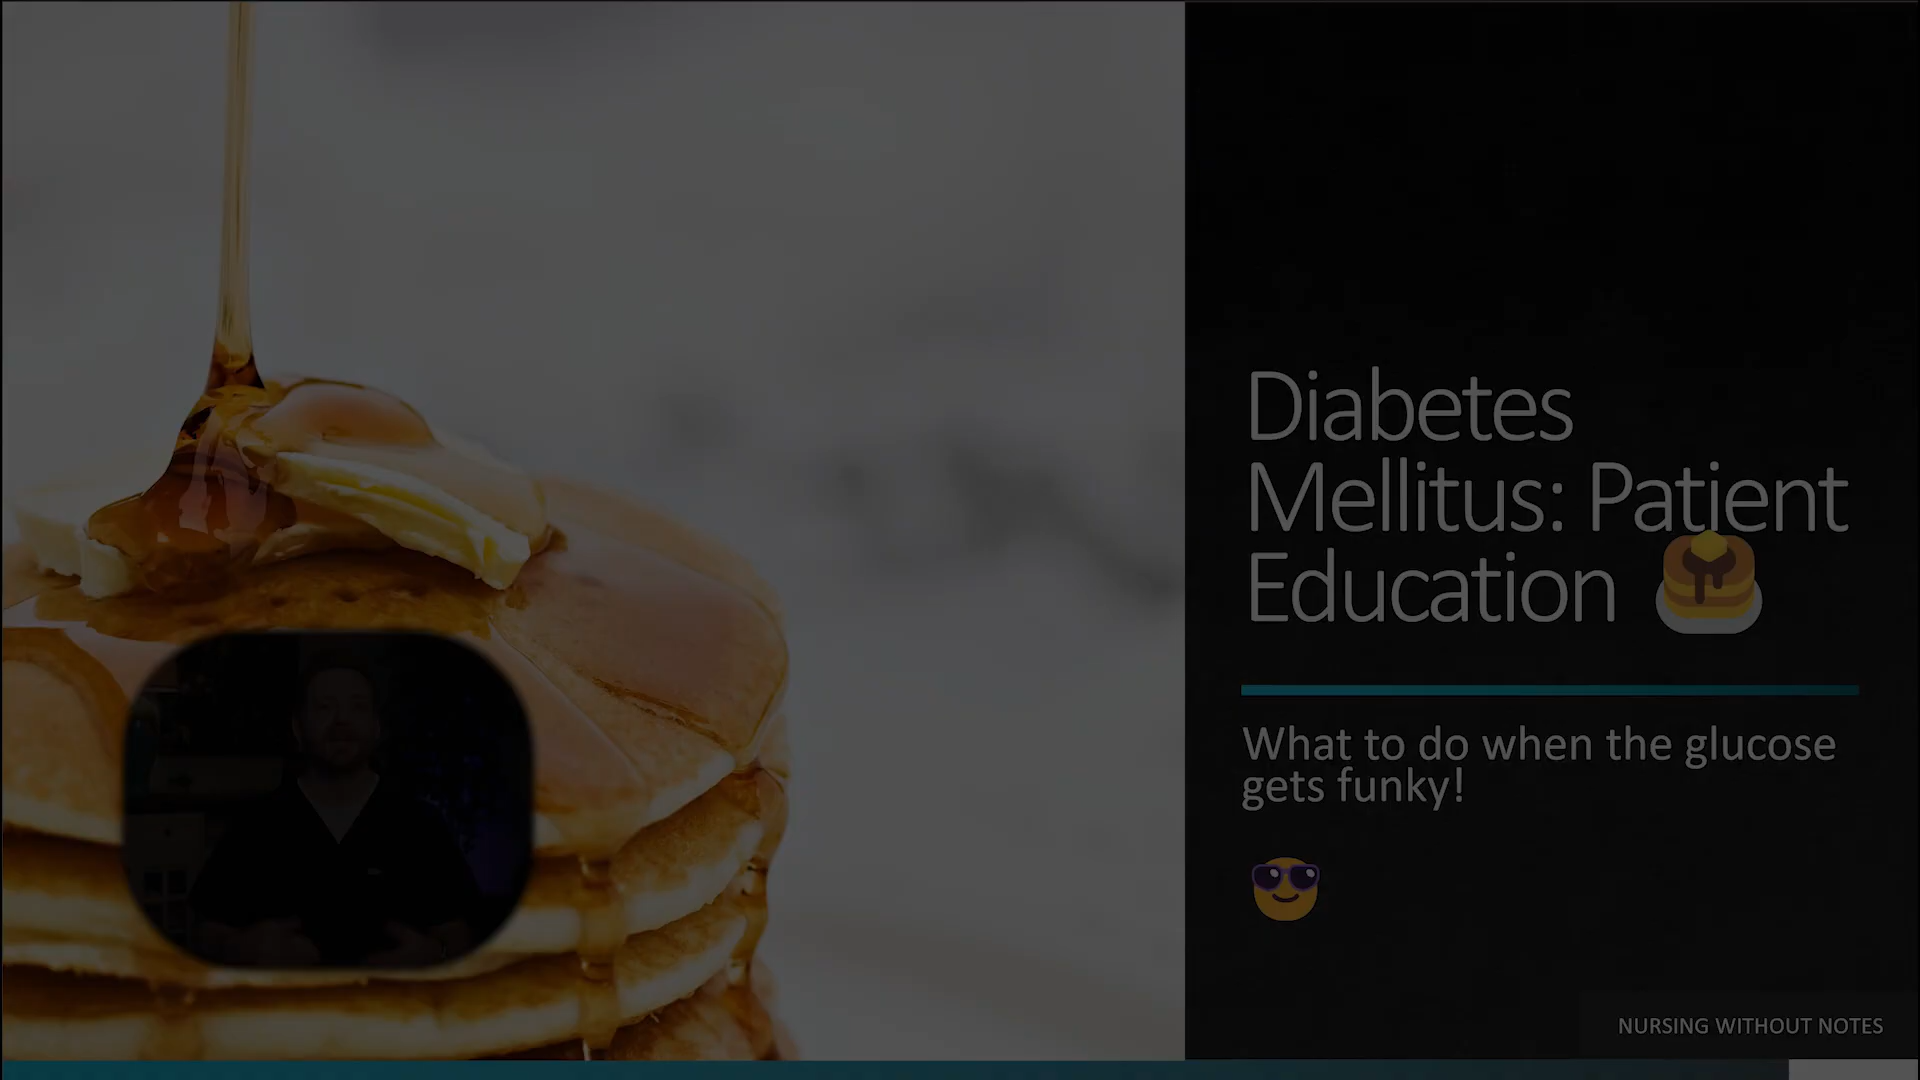 Diabetes
Mellitus: Patient
Education
What to do when the glucose
gets funky!
NURSING WITHOUT NOTES